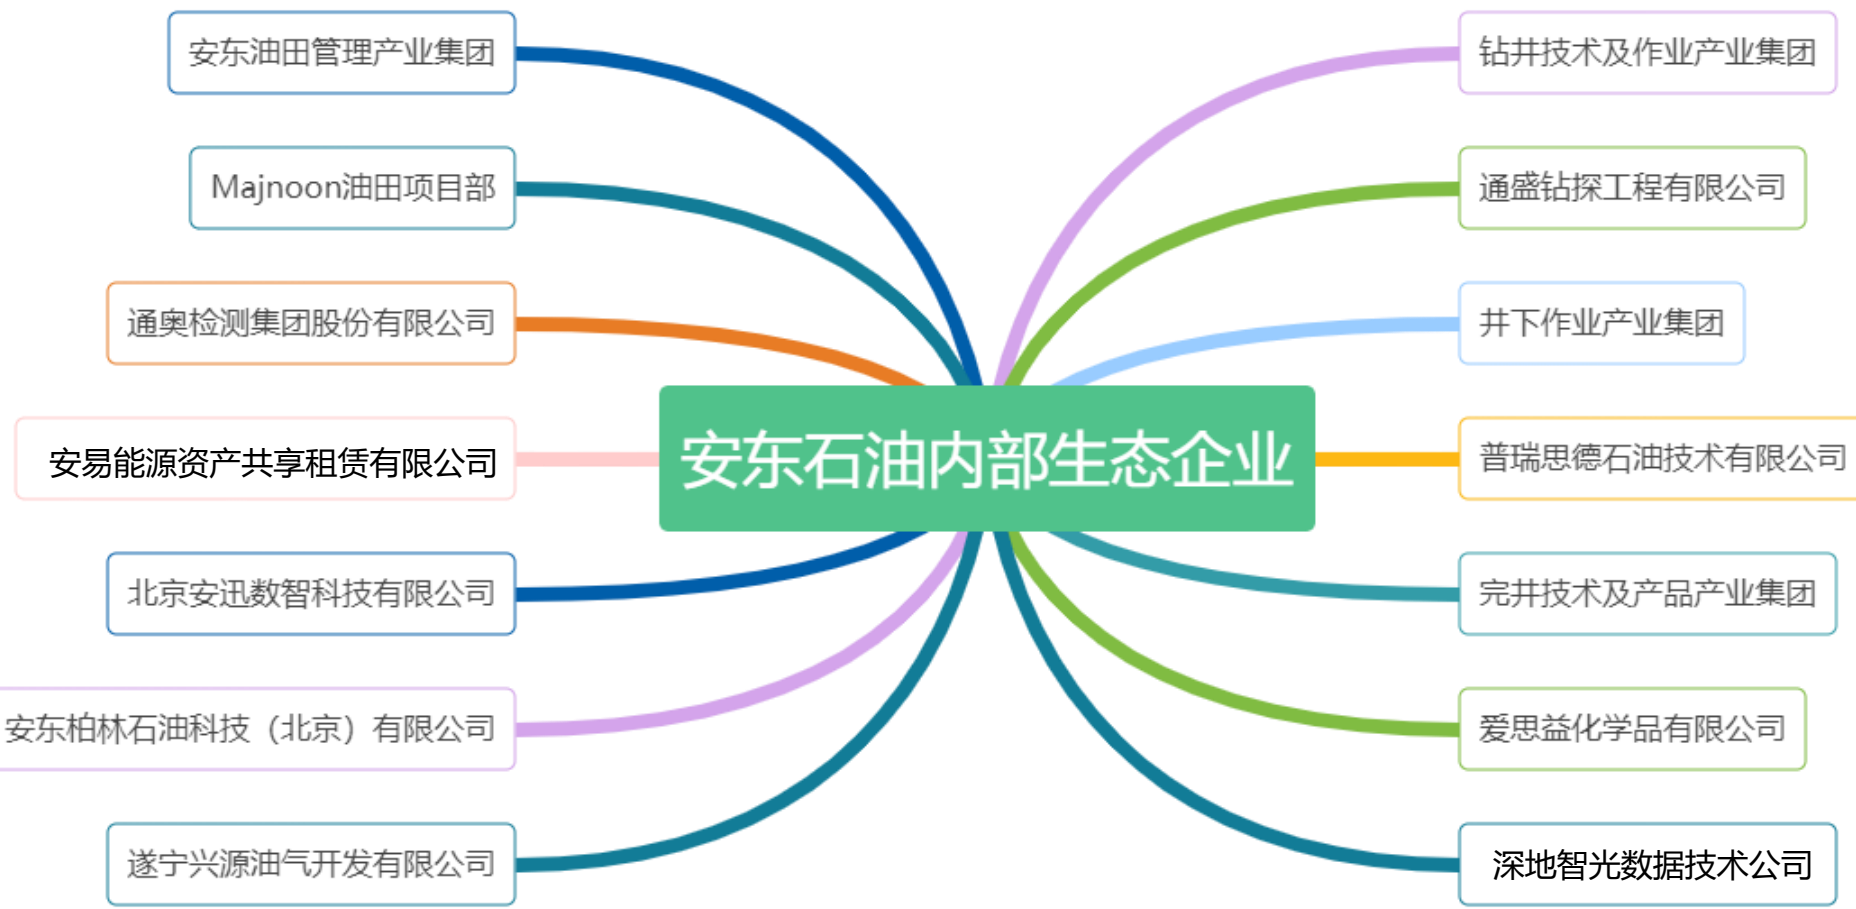 安东油田管理产业集团
Majnoon油田项目部
通奥检测集团股份有限公司
安易能源资产共享租赁有限公司
北京安迅数智科技有限公司
安东柏林石油科技（北京）有限公司
遂宁兴源油气开发有限公司
安东石油内部生态企业
钻井技术及作业产业集团
通盛钻探工程有限公司
井下作业产业集团
普瑞思德石油技术有限公司
完井技术及产品产业集团
爱思益化学品有限公司
深地智光数据技术公司